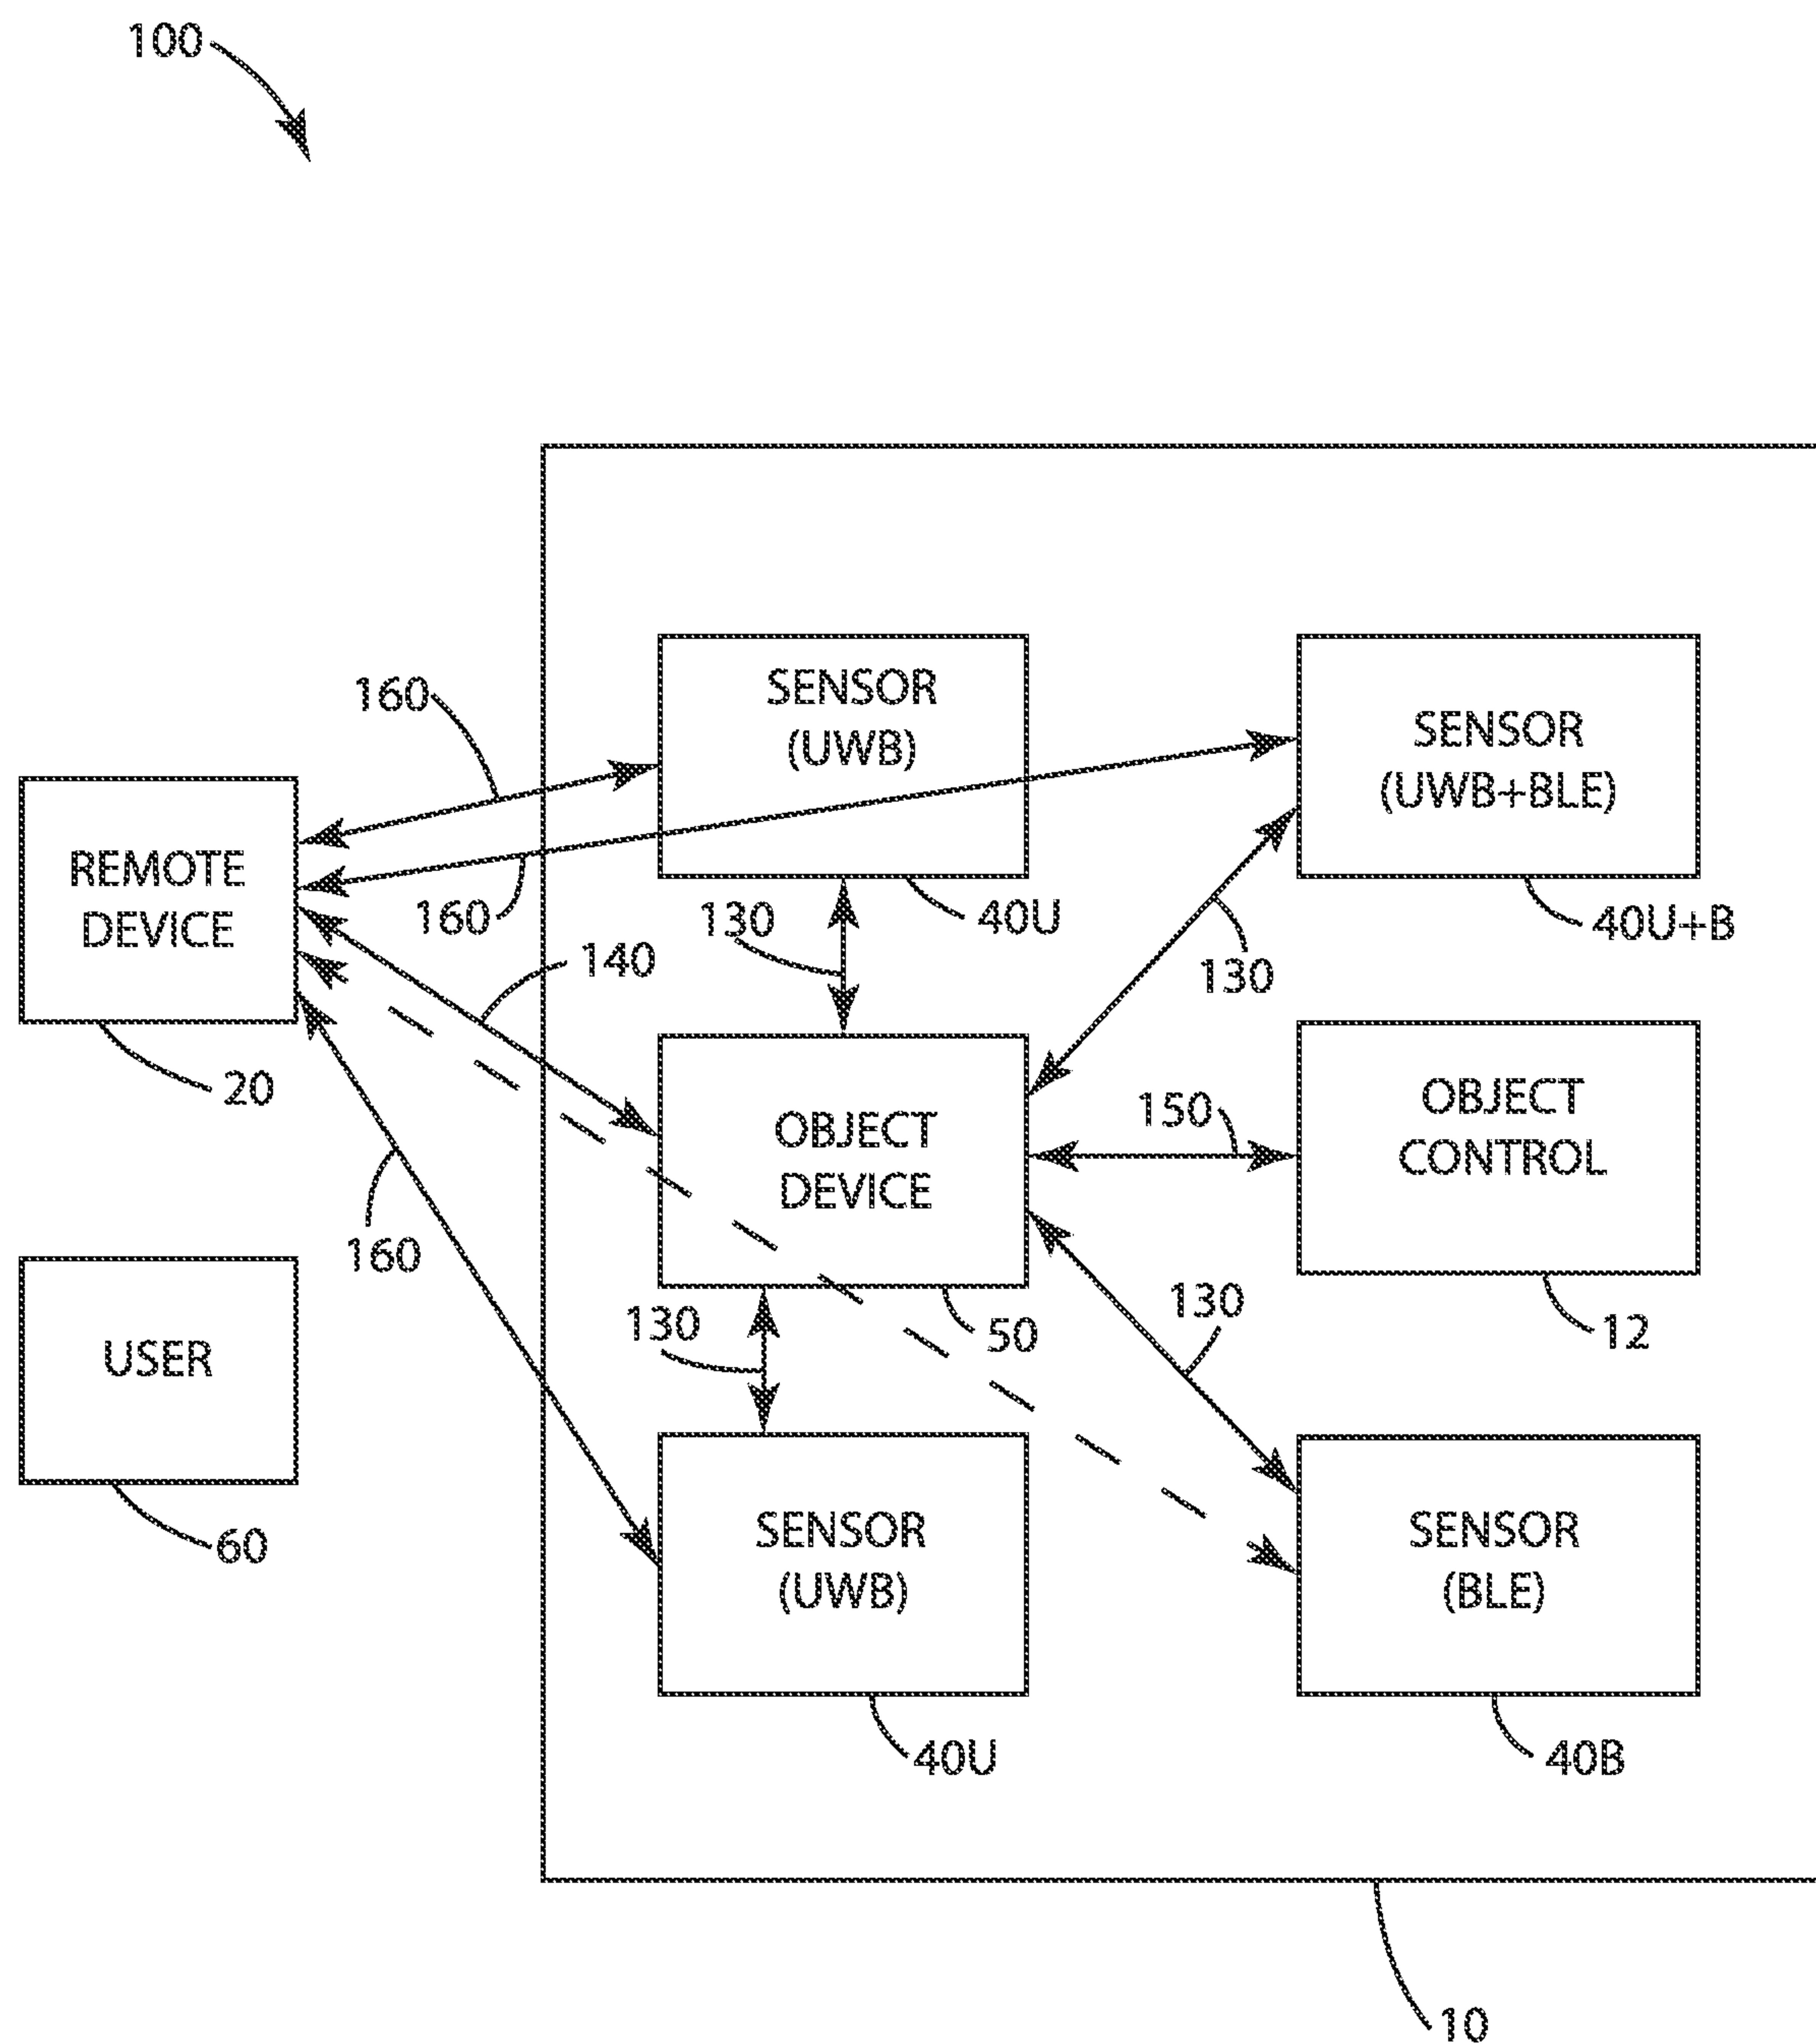 100
160
SENSOR
(UWB)
SENSOR
(UWB+BLE)
REMOTE
DEVICE
160
130
40U
40U+B
140
130
20
OBJECT
DEVICE
150
OBJECT
CONTROL
160
130
50
130
12
USER
60
SENSOR
(UWB)
SENSOR
(BLE)
40U
40B
10